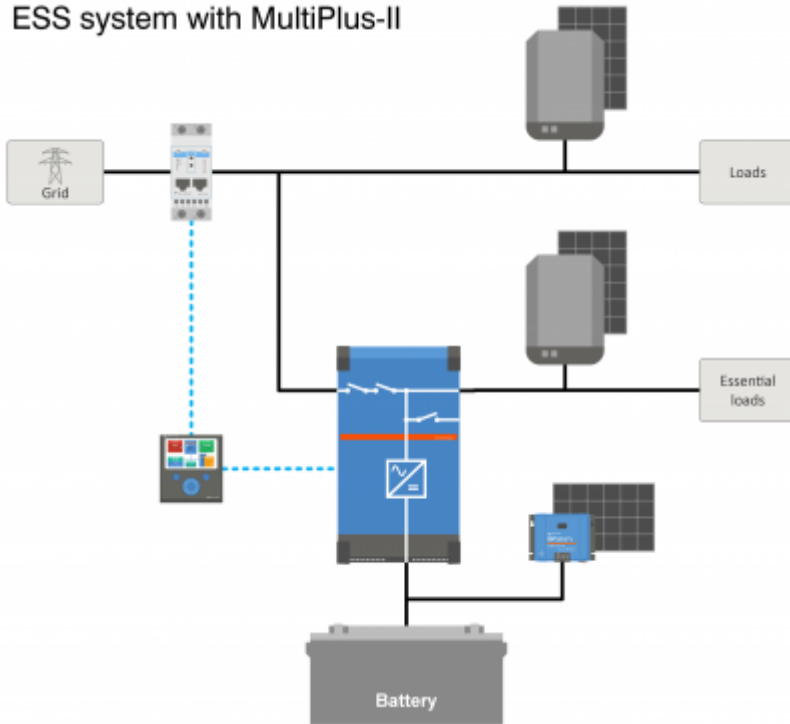 ESS system with MultiPlus-II
Grid
Loads
Essential
loads
Battery